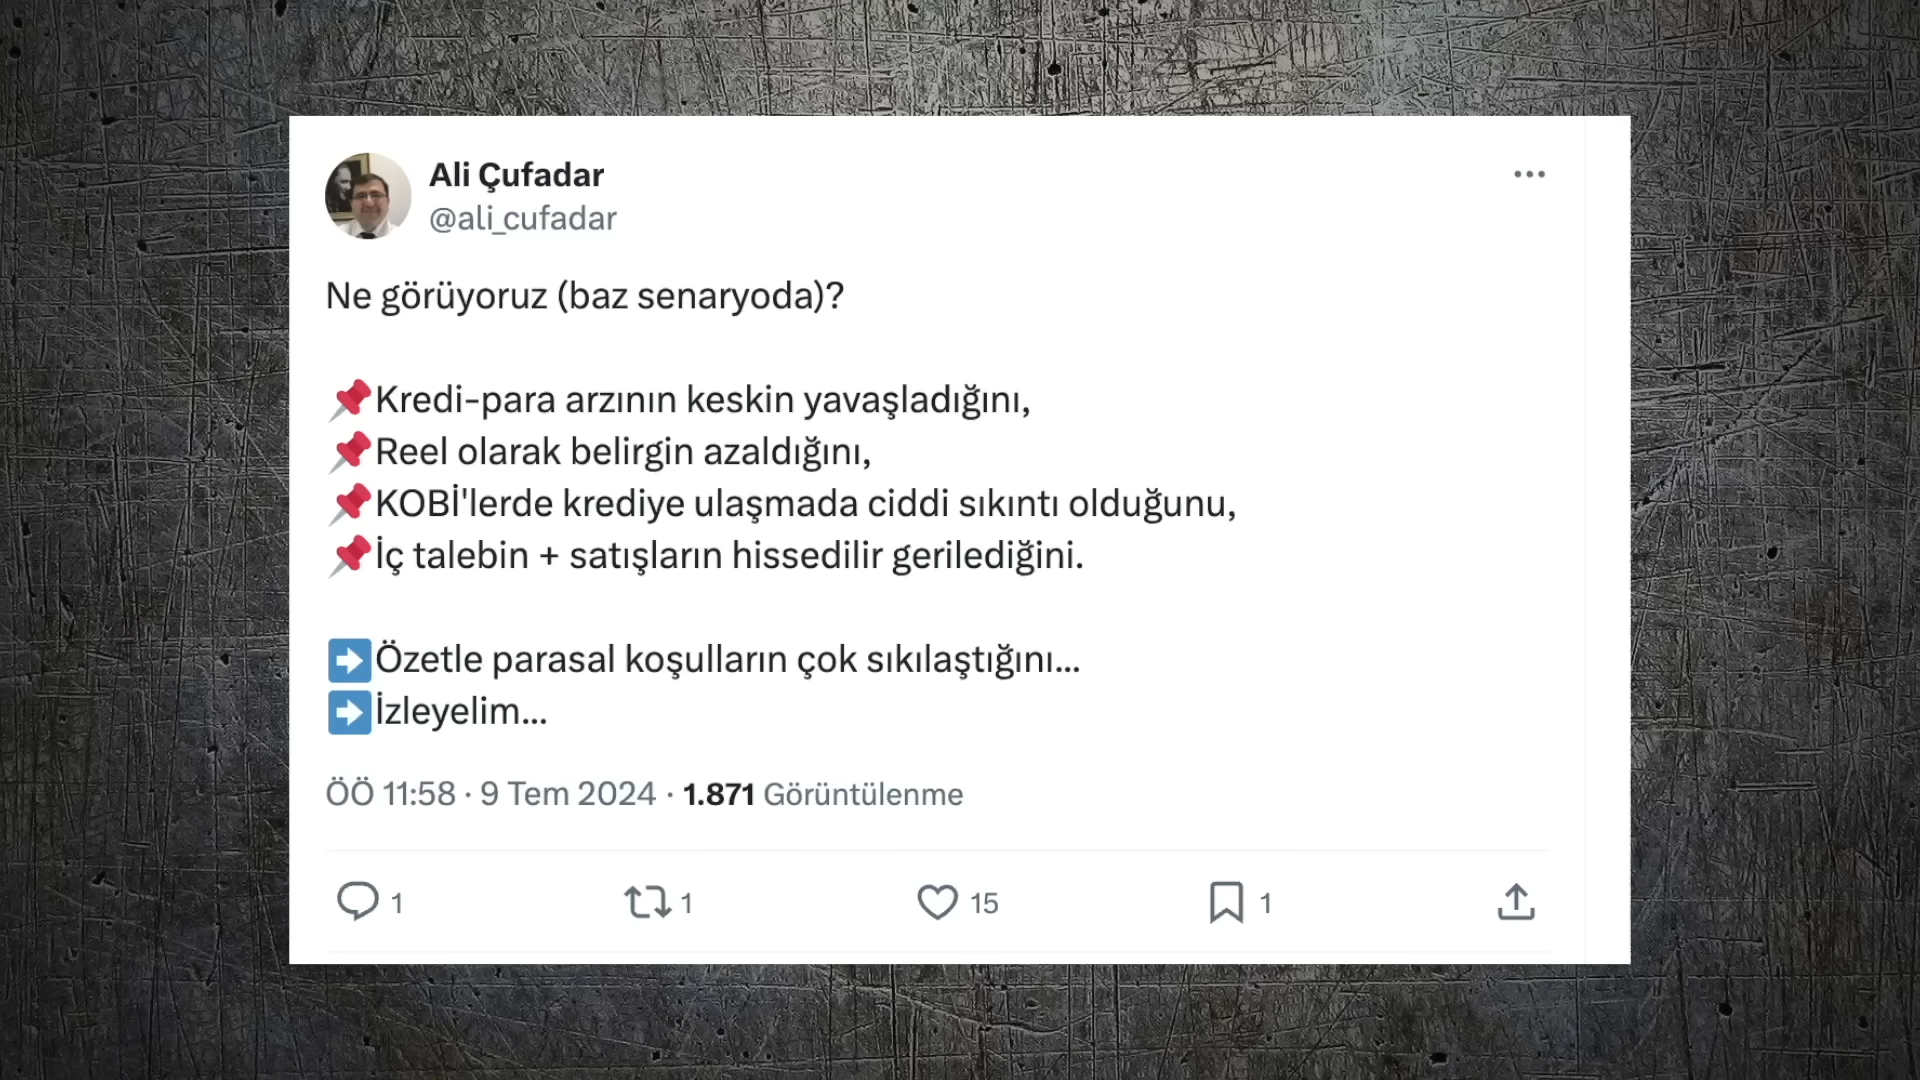 Ali Çufadar
@ali_cufadar
Ne görüyoruz (baz senaryoda)?
📌Kredi-para arzının keskin yavaşladığını,
📌Reel olarak belirgin azaldığını,
📌KOBİ'lerde krediye ulaşmada ciddi sıkıntı olduğunu,
📌İç talebin + satışların hissedilir gerilediğini.
➡️Özetle parasal koşulların çok sıkılaştığını...
➡️İzleyelim...
ÖÖ 11:58 · 9 Tem 2024 · 1.871 Görüntülenme
1 1 15 1